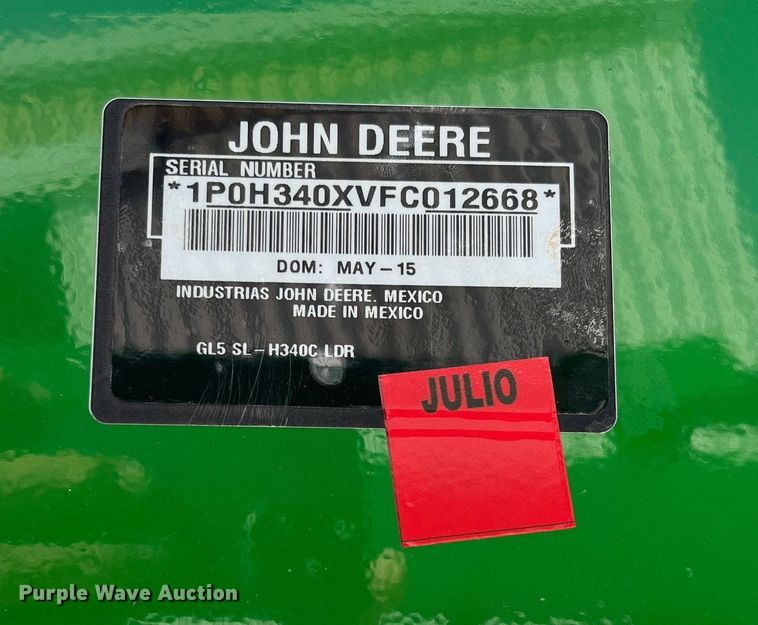 JOHN DEERE
SERIAL NUMBER
*1P0H340XVFC012668*
DOM: MAY-15
INDUSTRIAS JOHN DEERE. MEXICO
MADE IN MEXICO
GL5 SL-H340C LDR
JULIO
Purple Wave Auction